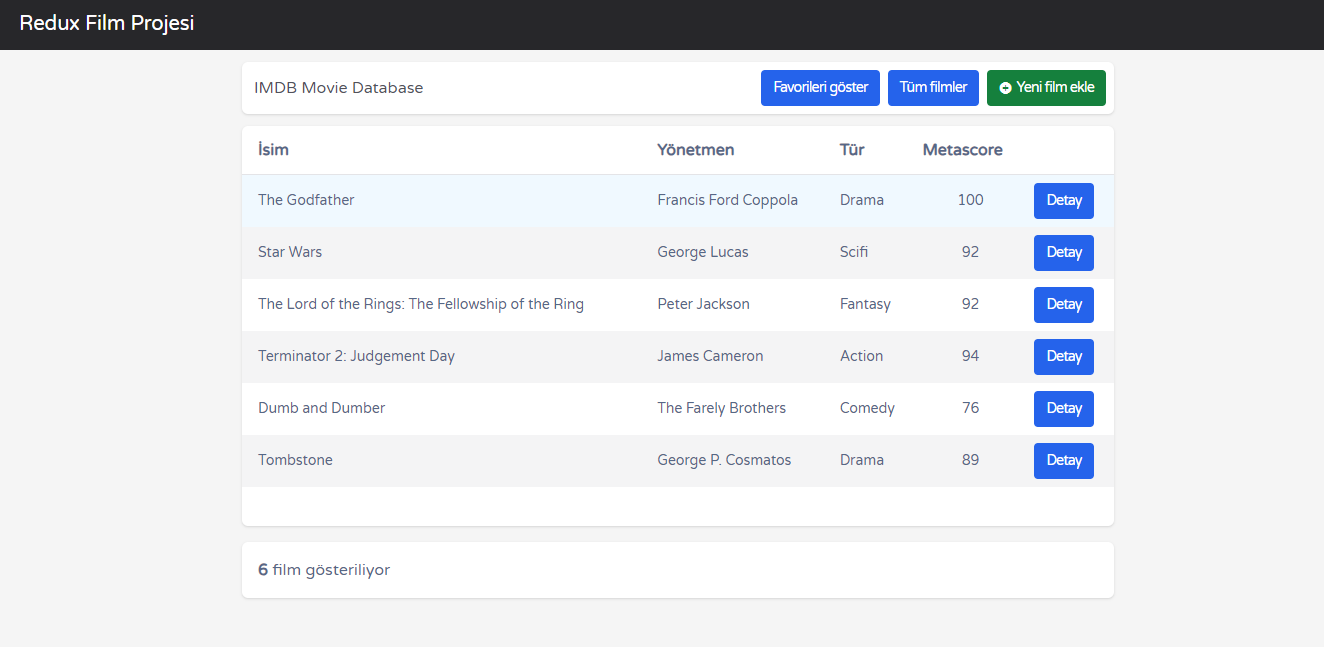 Redux Film Projesi
IMDB Movie Database Favorileri göster Tüm filmler Yeni film ekle
İsim Yönetmen Tür Metascore
The Godfather Francis Ford Coppola Drama 100 Detay
Star Wars George Lucas Scifi 92 Detay
The Lord of the Rings: The Fellowship of the Ring Peter Jackson Fantasy 92 Detay
Terminator 2: Judgement Day James Cameron Action 94 Detay
Dumb and Dumber The Farely Brothers Comedy 76 Detay
Tombstone George P. Cosmatos Drama 89 Detay
6 film gösteriliyor